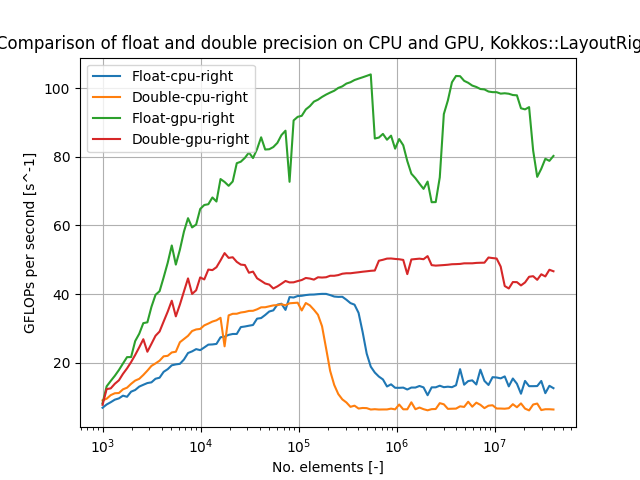 Comparison of float and double precision on CPU and GPU, Kokkos::LayoutRig
Float-cpu-right
Double-cpu-right
Float-gpu-right
Double-gpu-right
GFLOPs per second [s^-1]
100
80
60
40
20
10³
10⁴
10⁵
10⁶
10⁷
No. elements [-]